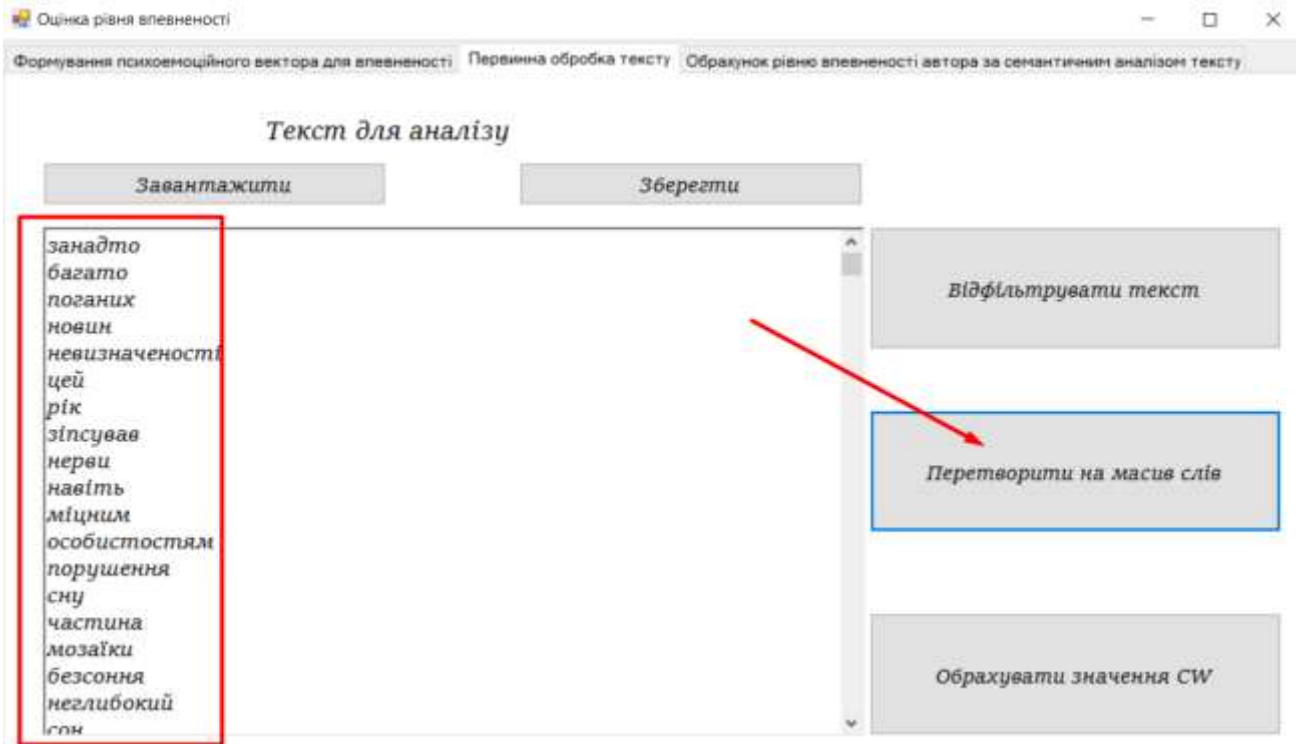 Оцінка рівня впевненості
Формування психоемоційного вектора для впевненості Первинна обробка тексту Обрахунок рівню впевненості автора за семантичним аналізом тексту
Текст для аналізу
Завантажити Зберегти
занадто
багато
поганих
новин
невизначеності
цей
рік
зіпсував
нерви
навіть
міцним
особистостям
порушення
сну
частина
мозаїки
безсоння
неглибокий
сон
Відфільтрувати текст
Перетворити на масив слів
Обрахувати значення CW